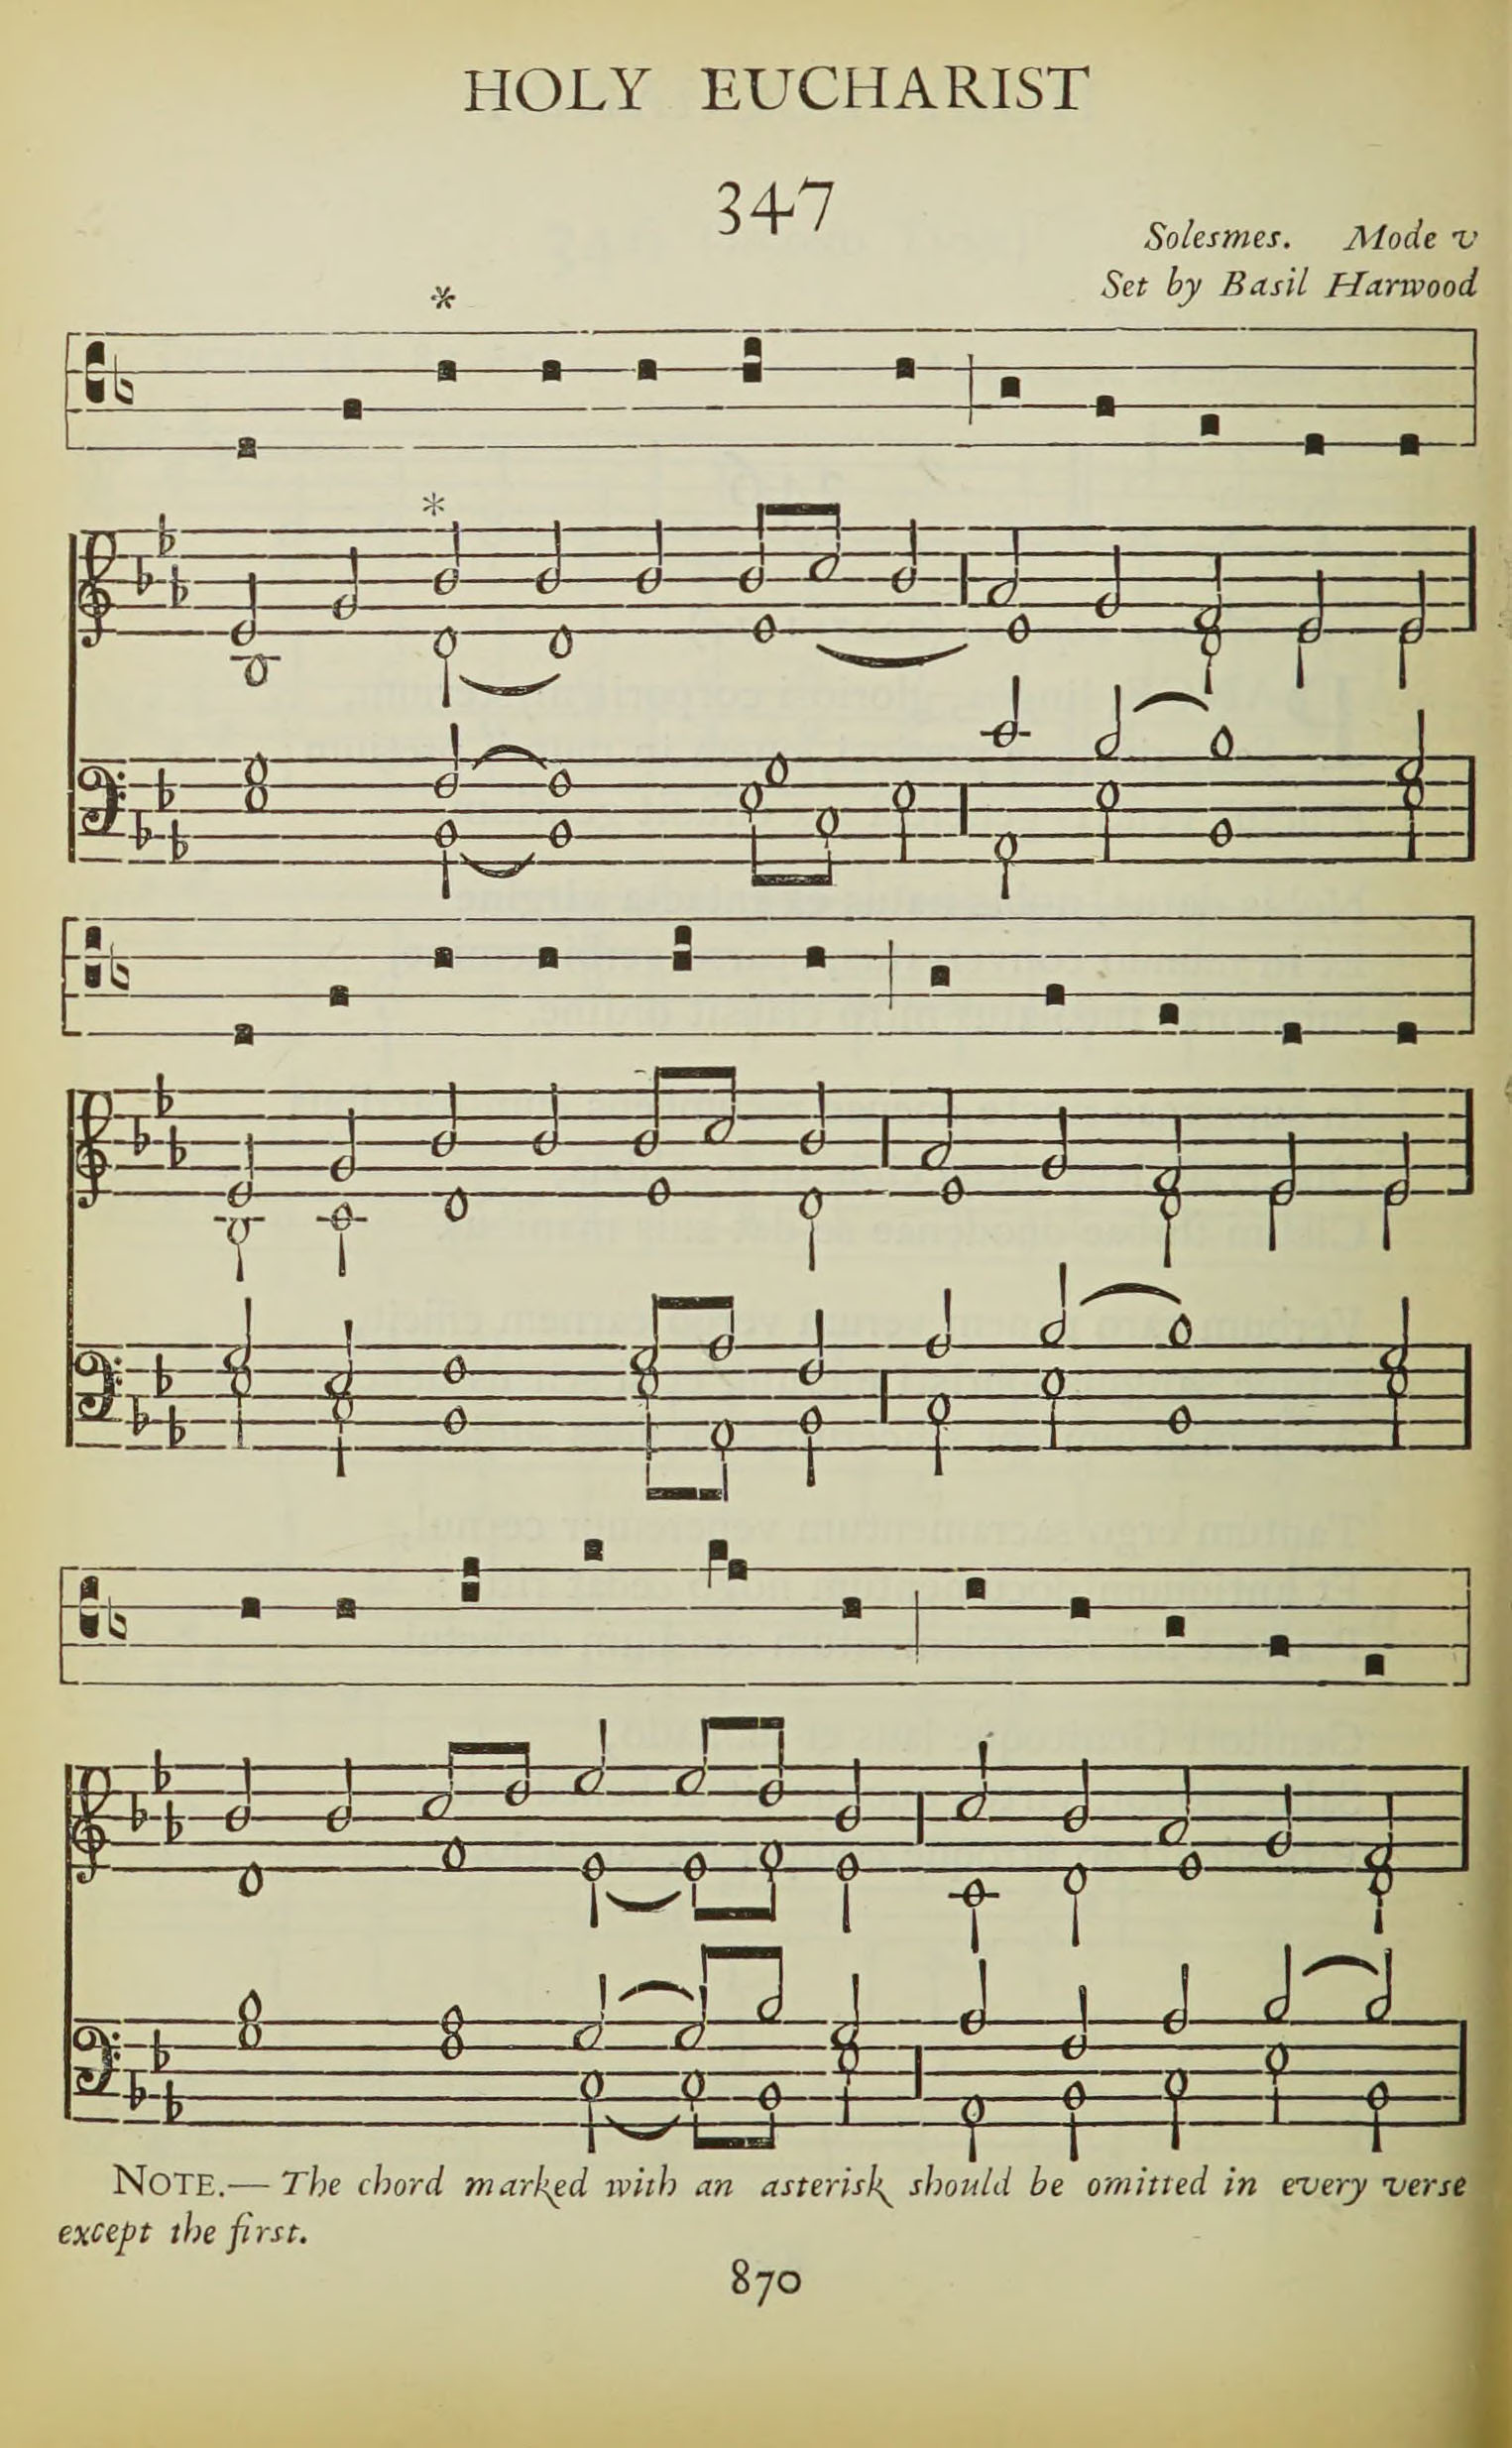 HOLY EUCHARIST
347
Solesmes. Mode v
Set by Basil Harwood
*
*
NOTE.— The chord marked with an asterisk should be omitted in every verse
except the first.
870